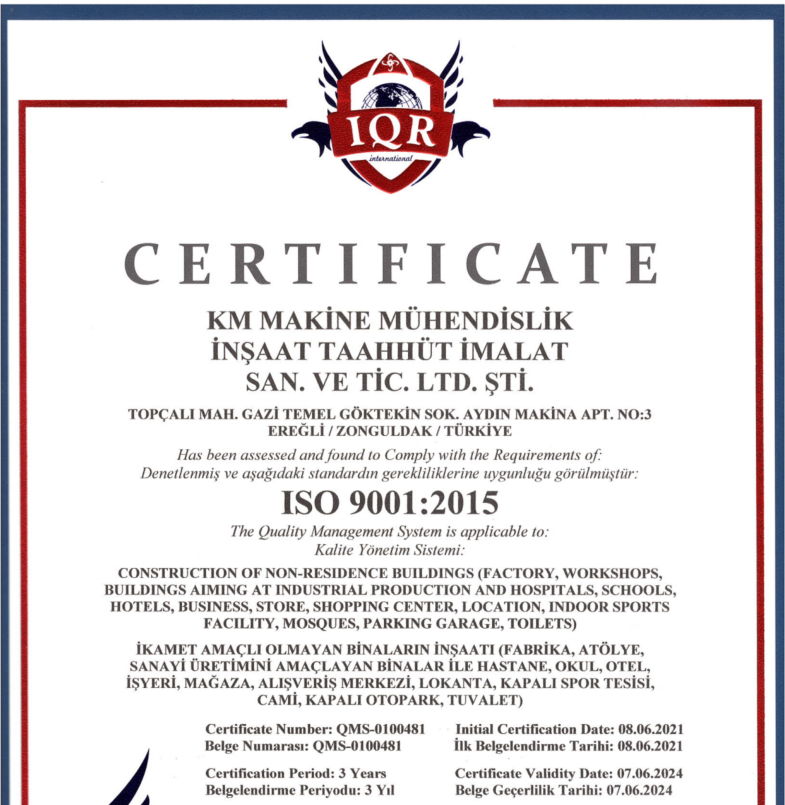 IQR
international
CERTIFICATE
KM MAKİNE MÜHENDİSLİK
İNŞAAT TAAHHÜT İMALAT
SAN. VE TİC. LTD. ŞTİ.
TOPÇALI MAH. GAZİ TEMEL GÖKTEKİN SOK. AYDIN MAKİNA APT. NO:3
EREĞLİ / ZONGULDAK / TÜRKİYE
Has been assessed and found to Comply with the Requirements of:
Denetlenmiş ve aşağıdaki standardın gerekliliklerine uygunluğu görülmüştür:
ISO 9001:2015
The Quality Management System is applicable to:
Kalite Yönetim Sistemi:
CONSTRUCTION OF NON-RESIDENCE BUILDINGS (FACTORY, WORKSHOPS,
BUILDINGS AIMING AT INDUSTRIAL PRODUCTION AND HOSPITALS, SCHOOLS,
HOTELS, BUSINESS, STORE, SHOPPING CENTER, LOCATION, INDOOR SPORTS
FACILITY, MOSQUES, PARKING GARAGE, TOILETS)
İKAMET AMAÇLI OLMAYAN BİNALARIN İNŞAATI (FABRİKA, ATÖLYE,
SANAYİ ÜRETİMİNİ AMAÇLAYAN BİNALAR İLE HASTANE, OKUL, OTEL,
İŞYERİ, MAĞAZA, ALIŞVERİŞ MERKEZİ, LOKANTA, KAPALI SPOR TESİSİ,
CAMİ, KAPALI OTOPARK, TUVALET)
Certificate Number: QMS-0100481 Initial Certification Date: 08.06.2021
Belge Numarası: QMS-0100481 İlk Belgelendirme Tarihi: 08.06.2021
Certification Period: 3 Years Certificate Validity Date: 07.06.2024
Belgelendirme Periyodu: 3 Yıl Belge Geçerlilik Tarihi: 07.06.2024